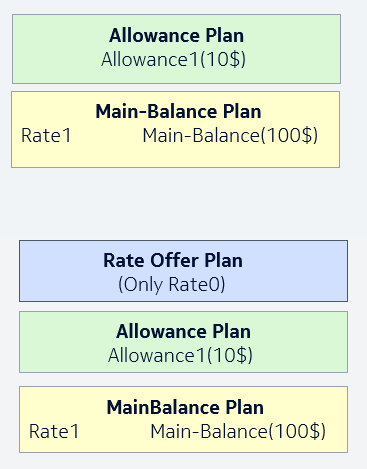 Allowance Plan
Allowance1(10$)
Main-Balance Plan
Rate1 Main-Balance(100$)
Rate Offer Plan
(Only Rate0)
Allowance Plan
Allowance1(10$)
MainBalance Plan
Rate1 Main-Balance(100$)